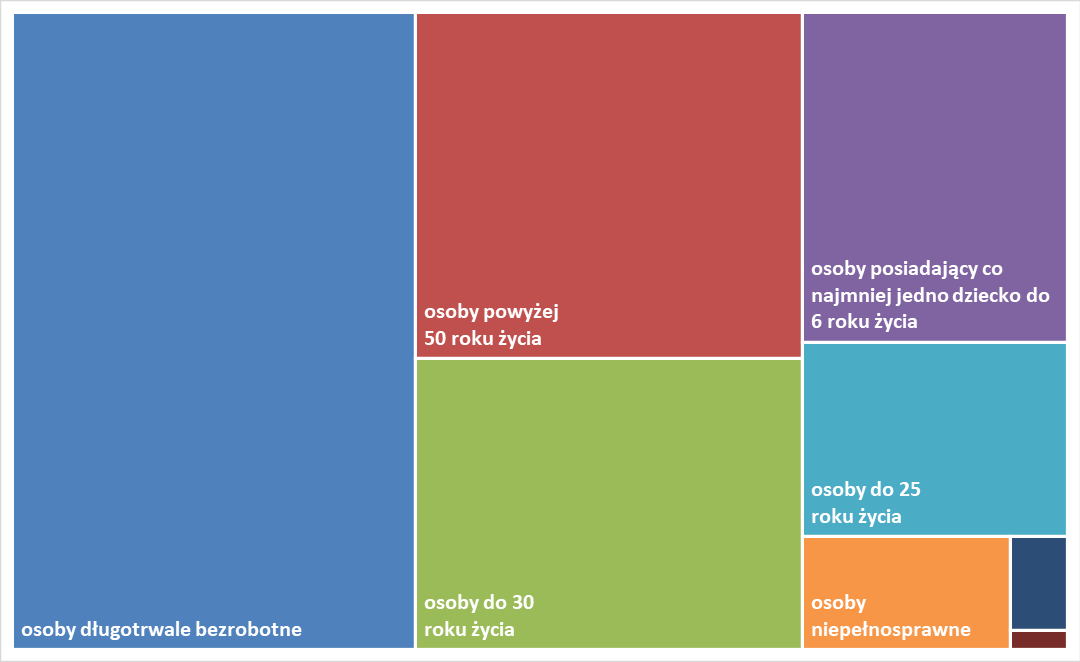 osoby długotrwale bezrobotne
osoby powyżej
50 roku życia
osoby do 30
roku życia
osoby posiadający co
najmniej jedno dziecko do
6 roku życia
osoby do 25
roku życia
osoby
niepełnosprawne